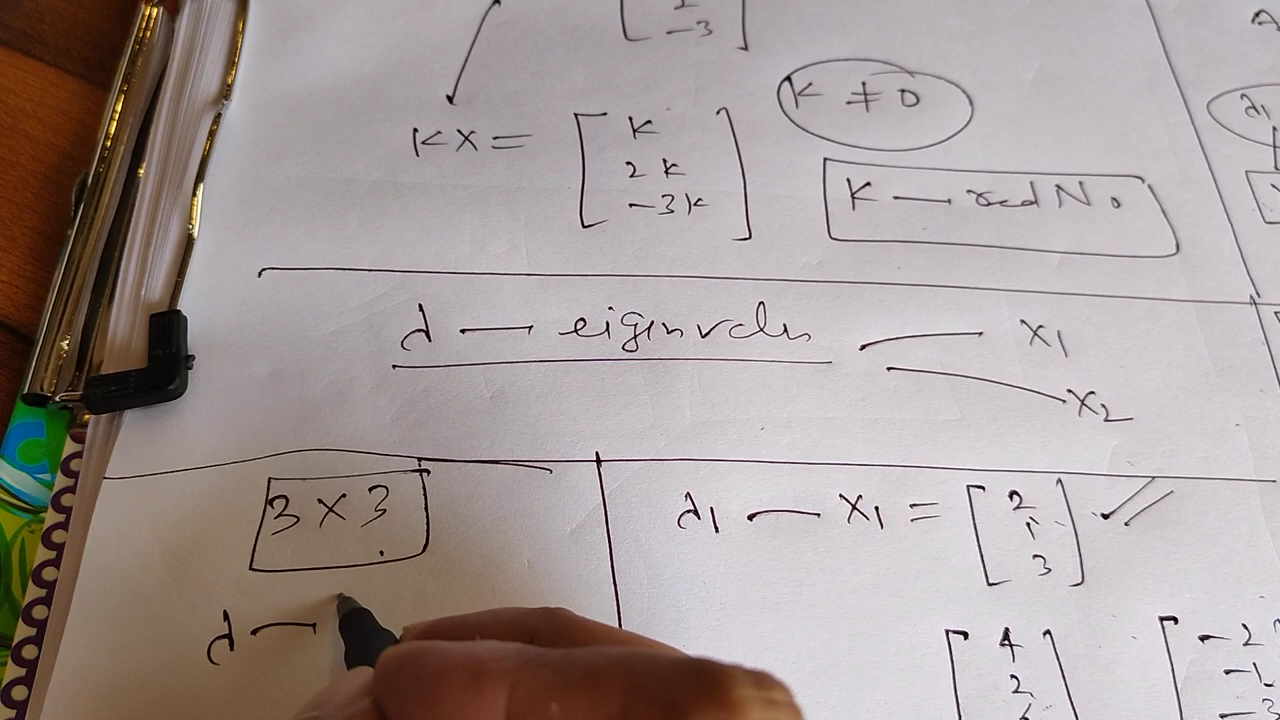 -3
KX = [ K
2K
-3K ]
K ≠ 0
K — real No.
λ — eigenvalue — X1
— X2
3 X 3
λ —
λ1 — X1 = [ 2
1
3 ]
[ 4
2
[ -2
-1
-3
λ1